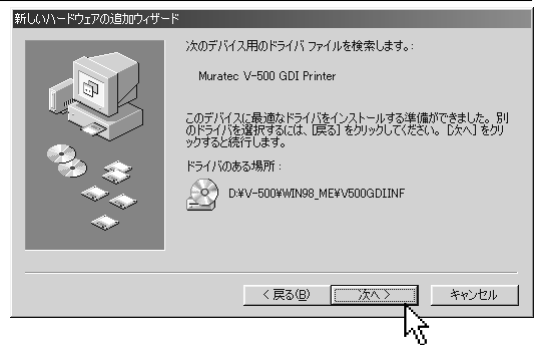 新しいハードウェアの追加ウィザード
次のデバイス用のドライバ ファイルを検索します。:
Muratec V-500 GDI Printer
このデバイスに最適なドライバをインストールする準備ができました。別
のドライバを選択するには、[戻る] をクリックしてください。[次へ] をクリ
ックすると続行します。
ドライバのある場所 :
D:¥V-500¥WIN98_ME¥V500GDIINF
< 戻る(B)
次へ >
キャンセル